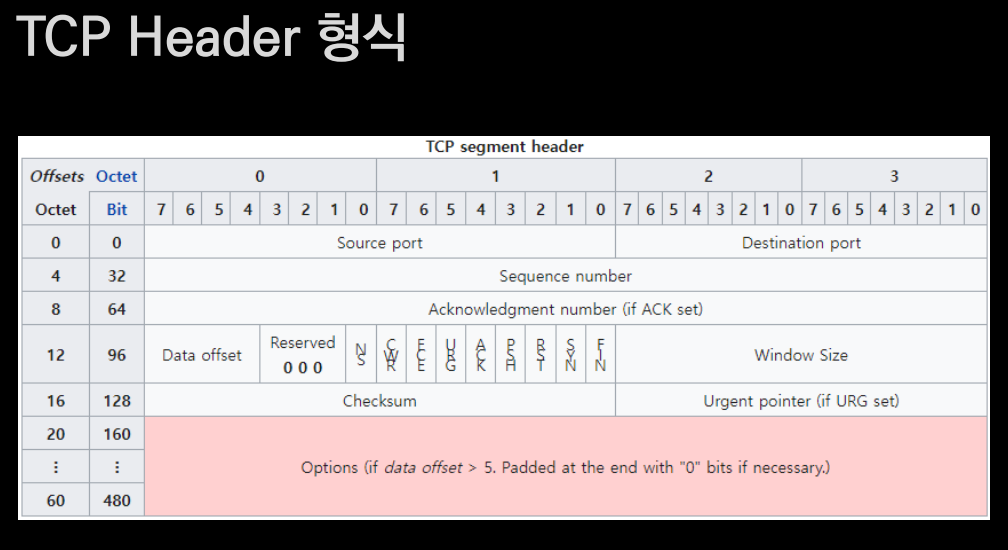 TCP Header 형식
TCP segment header
Offsets Octet 0 1 2 3
Octet Bit 7 6 5 4 3 2 1 0 7 6 5 4 3 2 1 0 7 6 5 4 3 2 1 0 7 6 5 4 3 2 1 0
0 0 Source port Destination port
4 32 Sequence number
8 64 Acknowledgment number (if ACK set)
12 96 Data offset Reserved 0 0 0 NS CWR ECE URG ACK PSH RST SYN FIN Window Size
16 128 Checksum Urgent pointer (if URG set)
20 160
⋮ ⋮ Options (if data offset > 5. Padded at the end with "0" bits if necessary.)
60 480